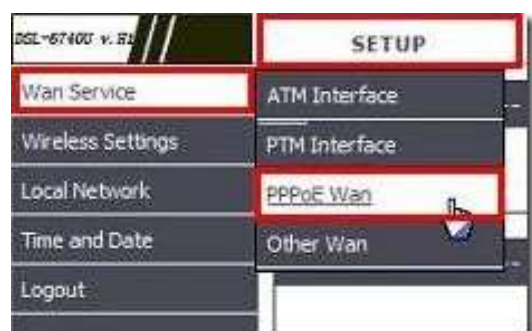 DSL-6740U v.H1
SETUP
Wan Service
Wireless Settings
Local Network
Time and Date
Logout
ATM Interface
PTM Interface
PPPoE Wan
Other Wan